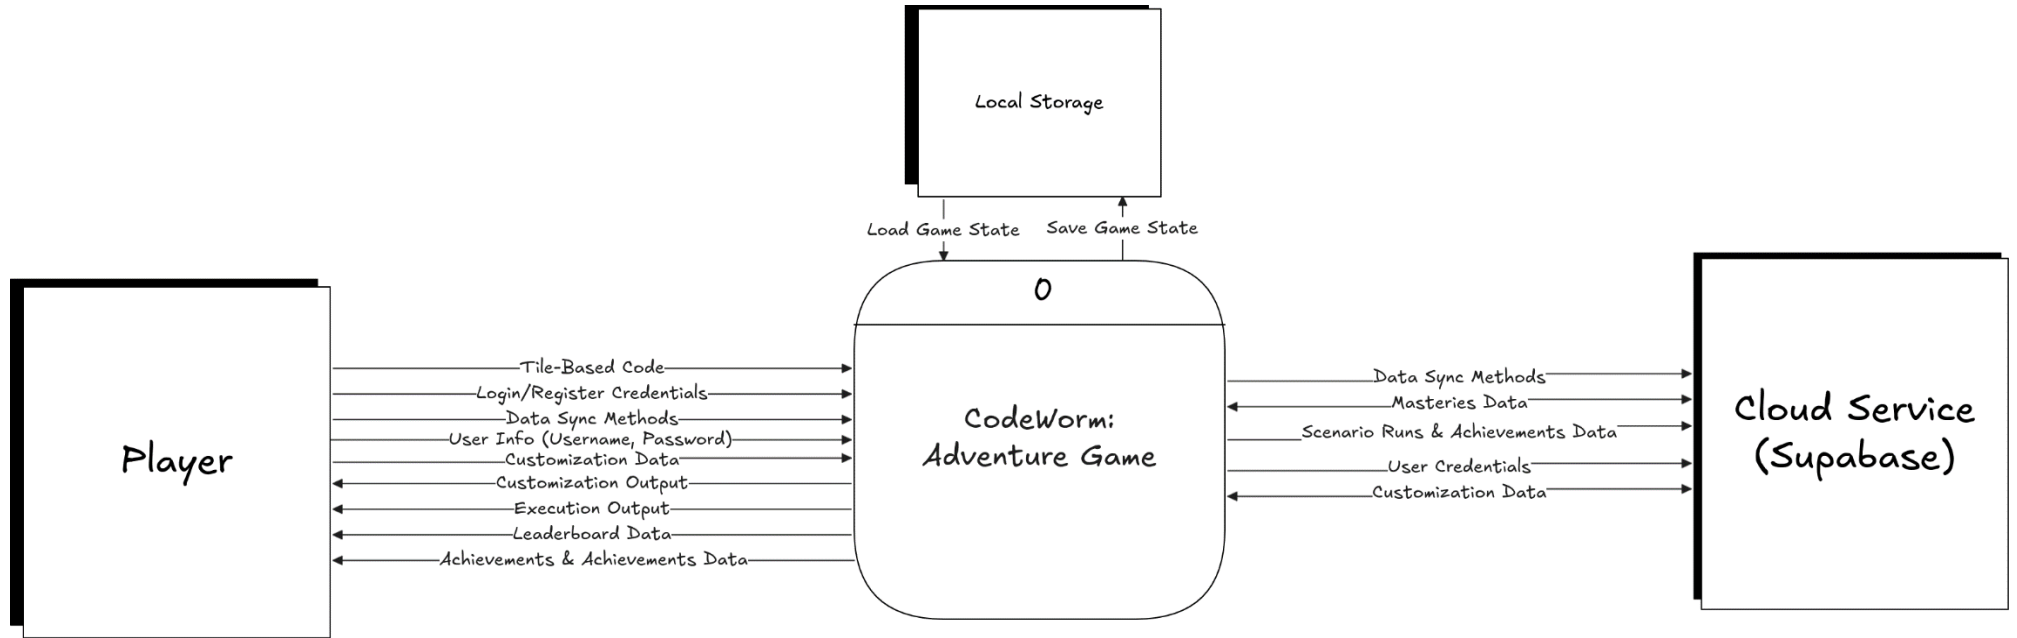 Local Storage
Load Game State
Save Game State
0
CodeWorm:
Adventure Game
Player
Tile-Based Code
Login/Register Credentials
Data Sync Methods
User Info (Username, Password)
Customization Data
Customization Output
Execution Output
Leaderboard Data
Achievements & Achievements Data
Data Sync Methods
Masteries Data
Scenario Runs & Achievements Data
User Credentials
Customization Data
Cloud Service
(Supabase)